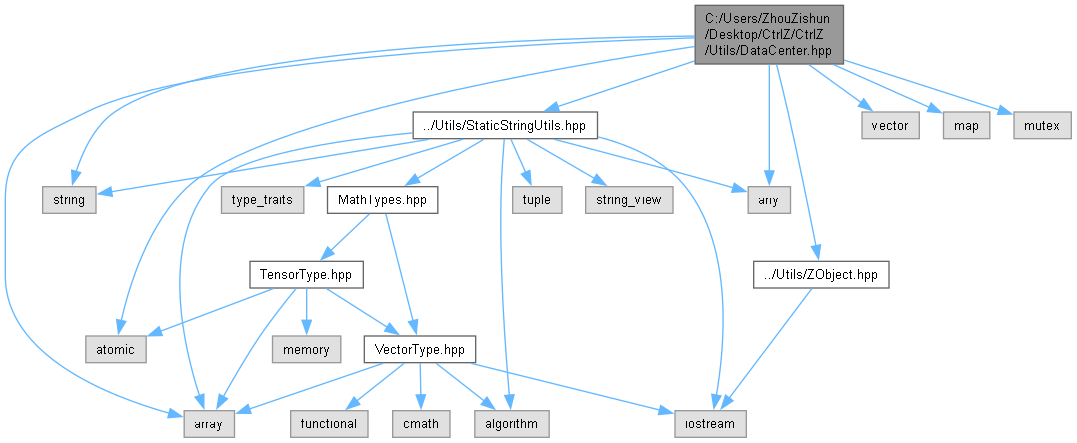 C:/Users/ZhouZishun
/Desktop/CtrlZ/CtrlZ
/Utils/DataCenter.hpp
../Utils/StaticStringUtils.hpp
vector
map
mutex
string
type_traits
MathTypes.hpp
tuple
string_view
any
TensorType.hpp
../Utils/ZObject.hpp
atomic
memory
VectorType.hpp
array
functional
cmath
algorithm
iostream